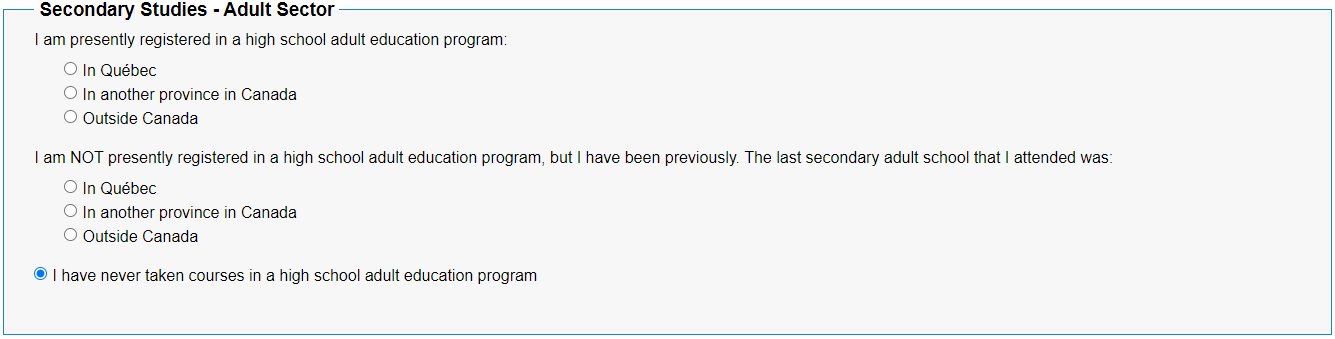 Secondary Studies - Adult Sector
I am presently registered in a high school adult education program:
In Québec
In another province in Canada
Outside Canada
I am NOT presently registered in a high school adult education program, but I have been previously. The last secondary adult school that I attended was:
In Québec
In another province in Canada
Outside Canada
I have never taken courses in a high school adult education program